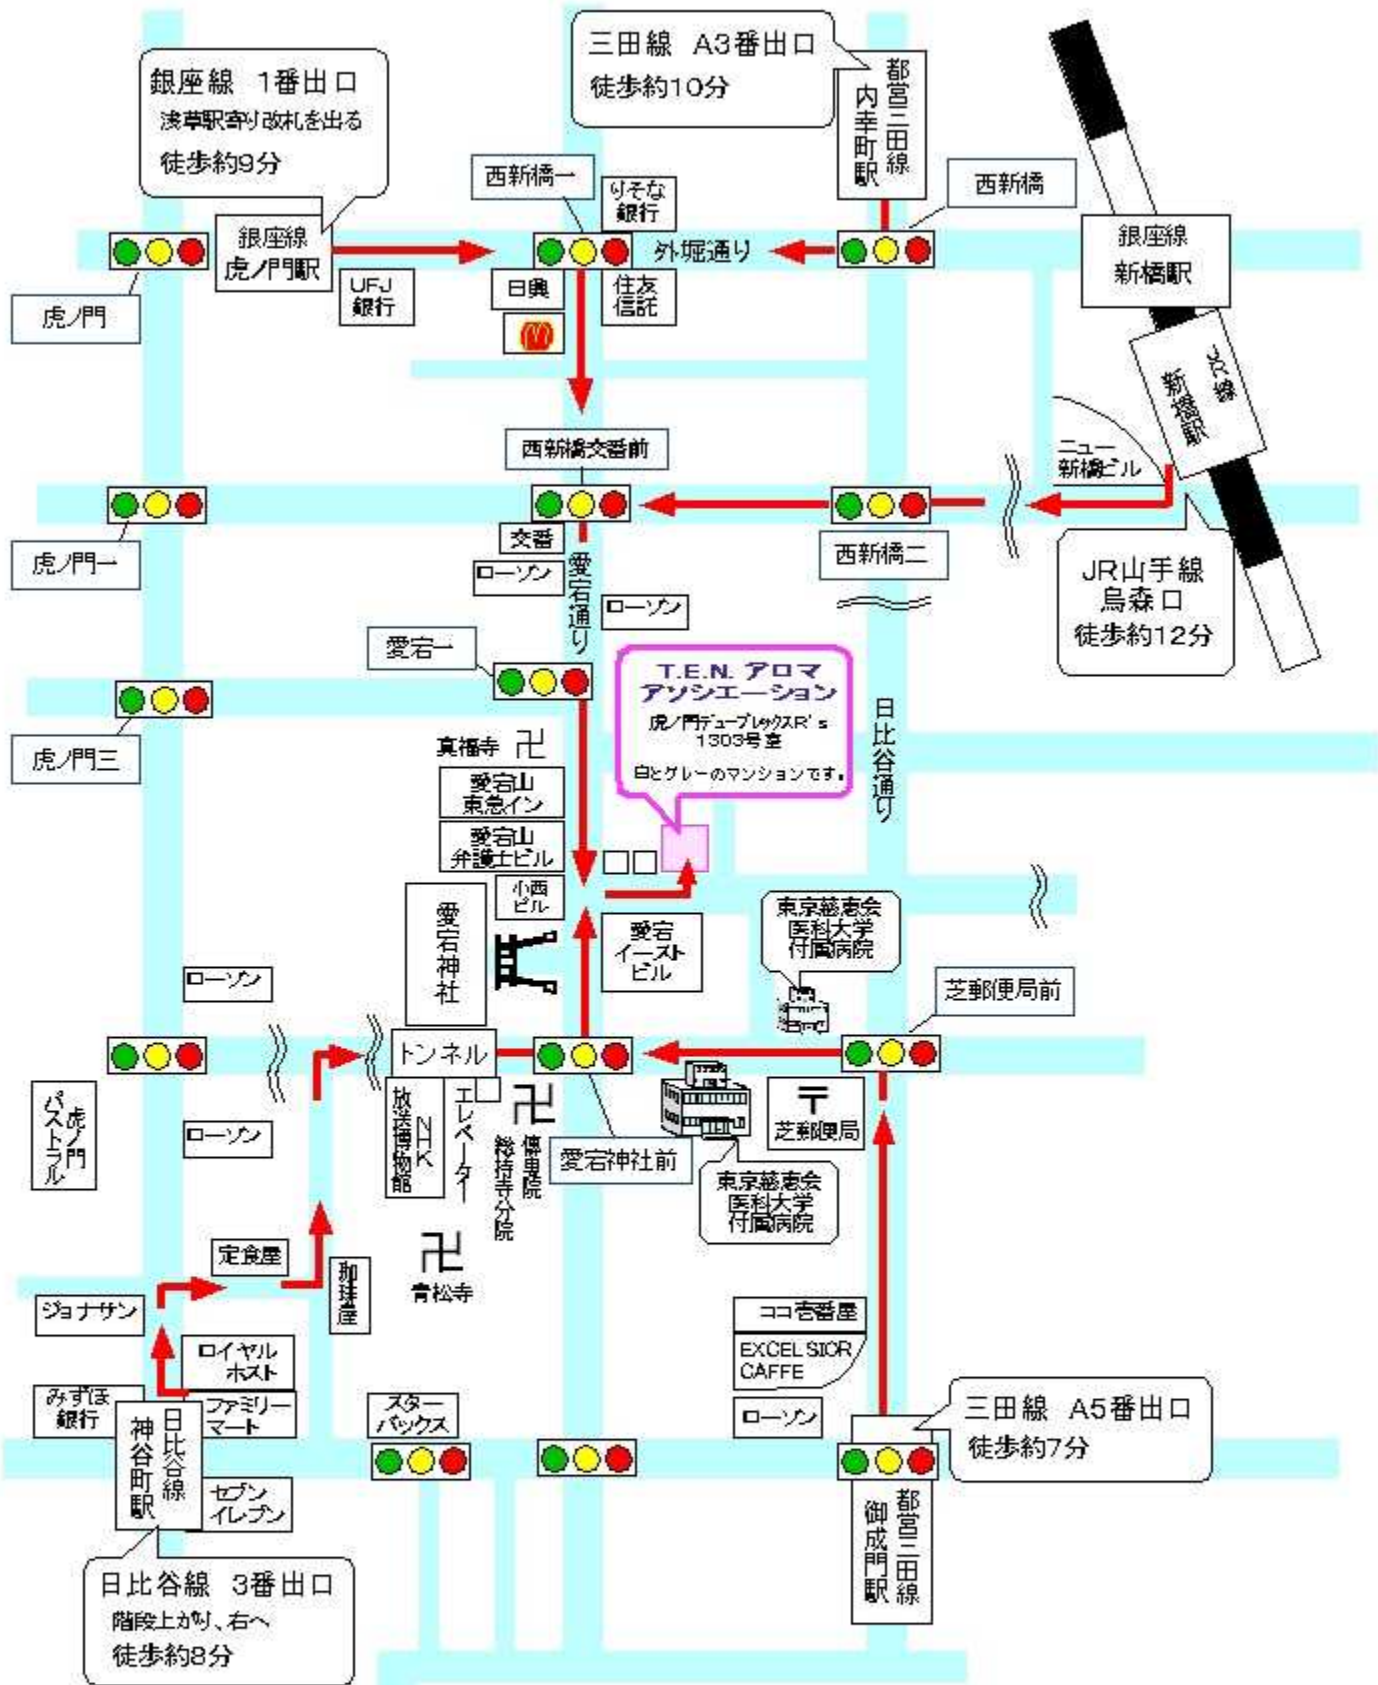 三田線 A3番出口
徒歩約10分
銀座線 1番出口
浅草駅寄り改札を出る
徒歩約9分
都営三田線
内幸町駅
西新橋一
りそな
銀行
西新橋
銀座線
虎ノ門駅
外堀通り
銀座線
新橋駅
虎ノ門
UFJ
銀行
日興
住友
信託
JR線
新橋駅
西新橋交番前
ニュー
新橋ビル
交番
虎ノ門一
ローソン
愛宕通り
西新橋二
JR山手線
烏森口
徒歩約12分
ローソン
愛宕一
T.E.N. アロマ
アソシエーション
虎ノ門デュープレックスR's
1303号室
白とグレーのマンションです。
日比谷通り
虎ノ門三
真福寺
愛宕山
東急イン
愛宕山
弁護士ビル
小西
ビル
愛宕神社
愛宕
イースト
ビル
東京慈恵会
医科大学
付属病院
ローソン
芝郵便局前
トンネル
虎ノ門
パストラル
ローソン
NHK
放送博物館
エレベーター
傳叟院
総持寺分院
愛宕神社前
〒
芝郵便局
東京慈恵会
医科大学
付属病院
定食屋
珈琲屋
青松寺
ジョナサン
ココ壱番屋
ロイヤル
ホスト
EXCELSIOR
CAFFE
みずほ
銀行
ファミリー
マート
スター
バックス
ローソン
三田線 A5番出口
徒歩約7分
日比谷線
神谷町駅
セブン
イレブン
都営三田線
御成門駅
日比谷線 3番出口
階段上がり、右へ
徒歩約8分